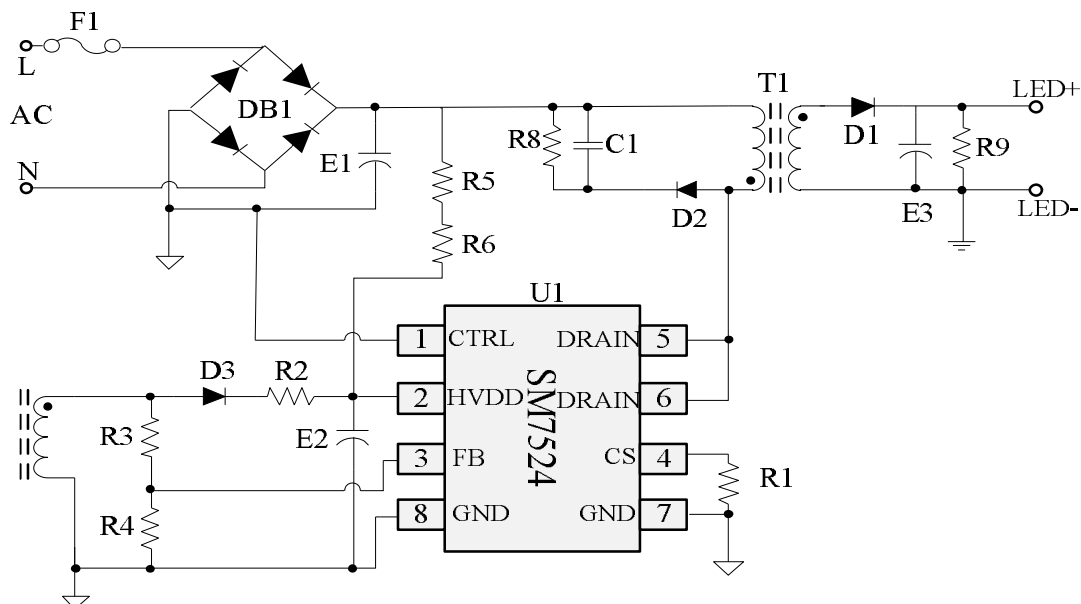 F1
L
AC
DB1
N
E1
R5
R6
R8
C1
D2
T1
D1
E3
R9
LED+
LED-
U1
1 CTRL
DRAIN 5
2 HVDD
DRAIN 6
3 FB
CS 4
8 GND
GND 7
SM7524
D3
R2
R3
E2
R4
R1